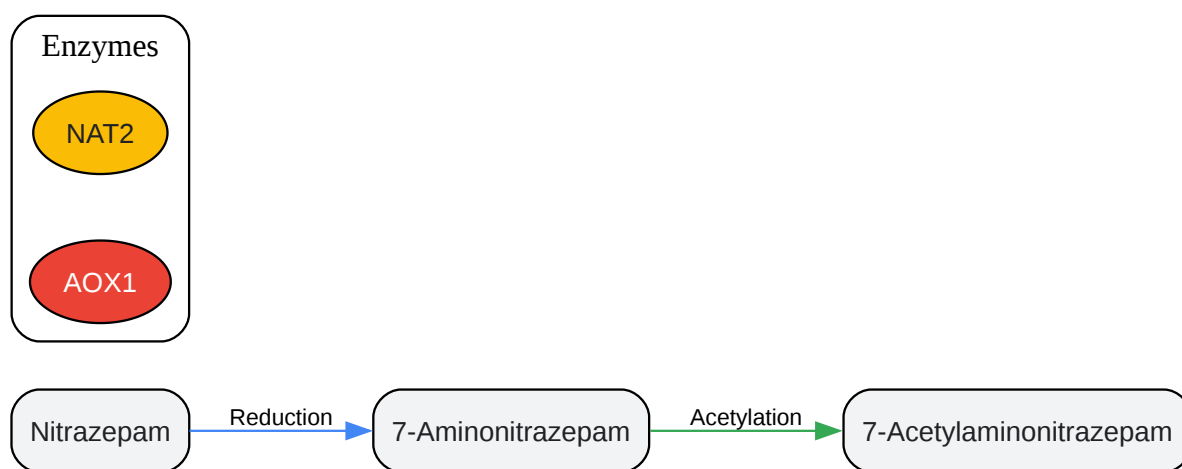 Enzymes
NAT2
AOX1
Nitrazepam
Reduction
7-Aminonitrazepam
Acetylation
7-Acetylaminonitrazepam